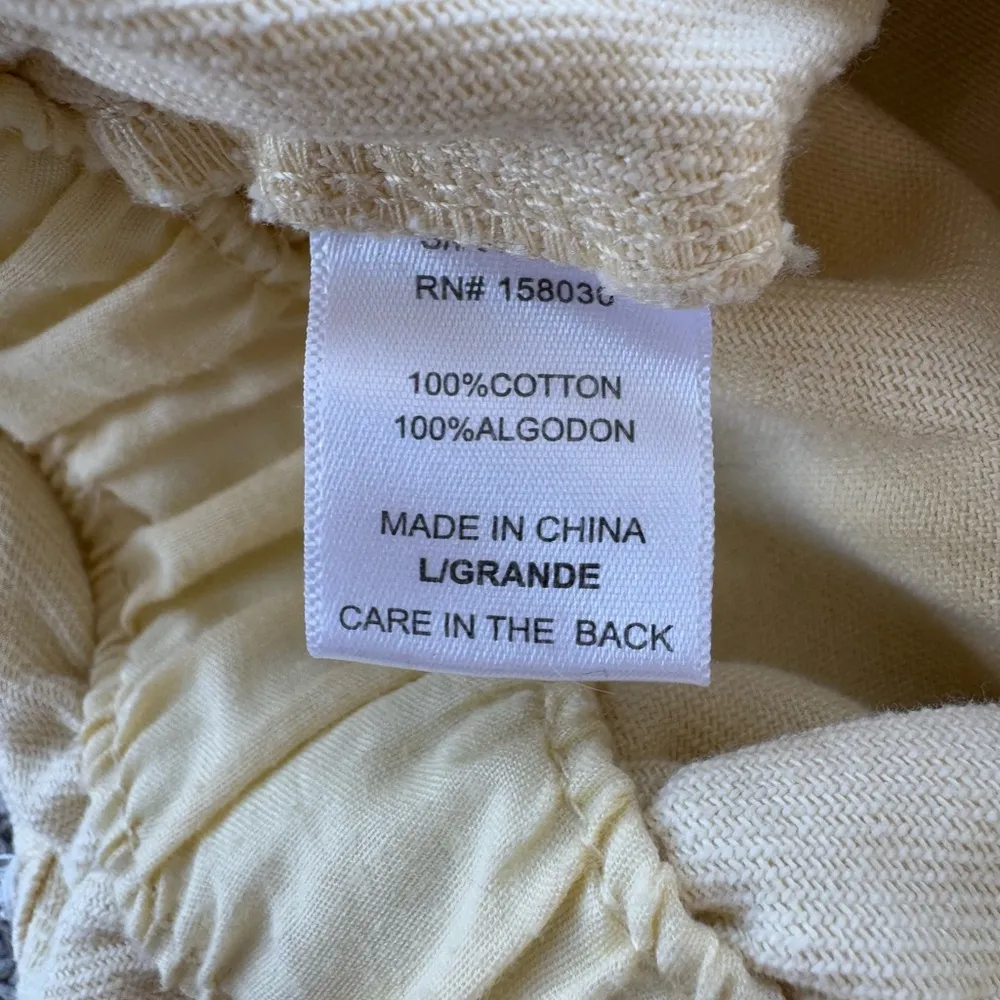 RN# 158030
100%COTTON
100%ALGODON
MADE IN CHINA
L/GRANDE
CARE IN THE BACK